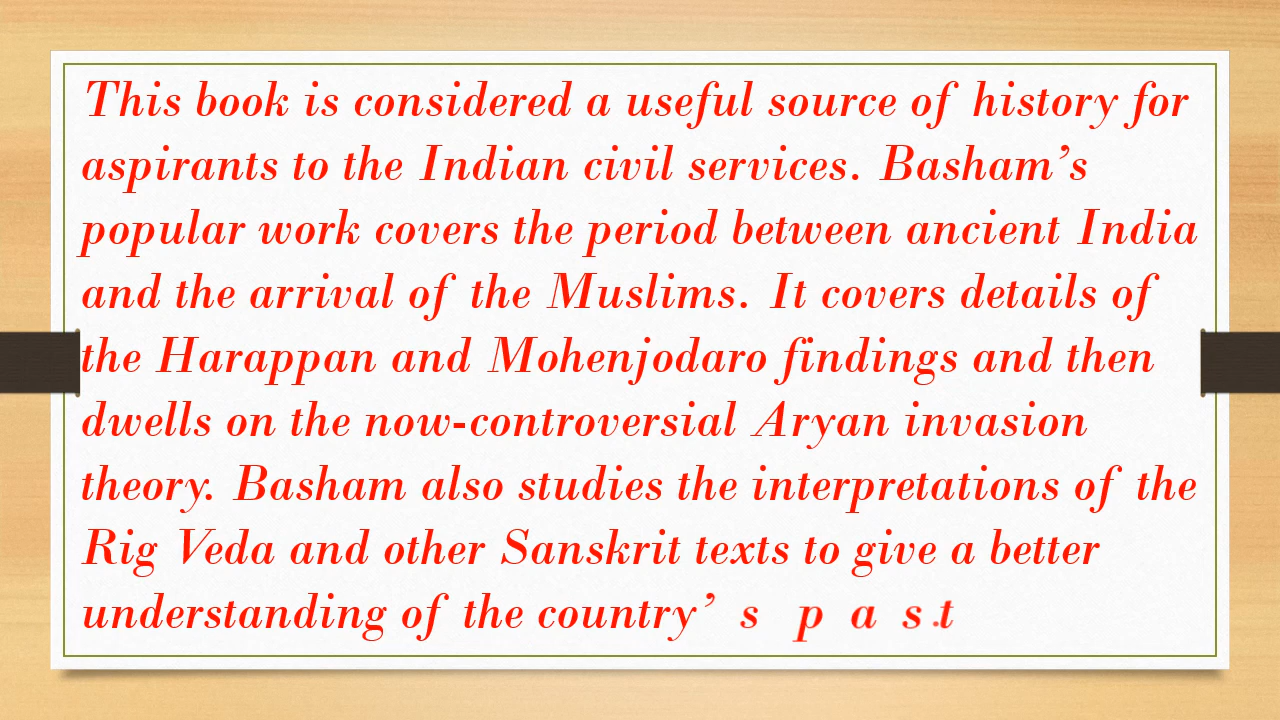 This book is considered a useful source of history for
aspirants to the Indian civil services. Basham’s
popular work covers the period between ancient India
and the arrival of the Muslims. It covers details of
the Harappan and Mohenjodaro findings and then
dwells on the now-controversial Aryan invasion
theory. Basham also studies the interpretations of the
Rig Veda and other Sanskrit texts to give a better
understanding of the country’ s p a s.t